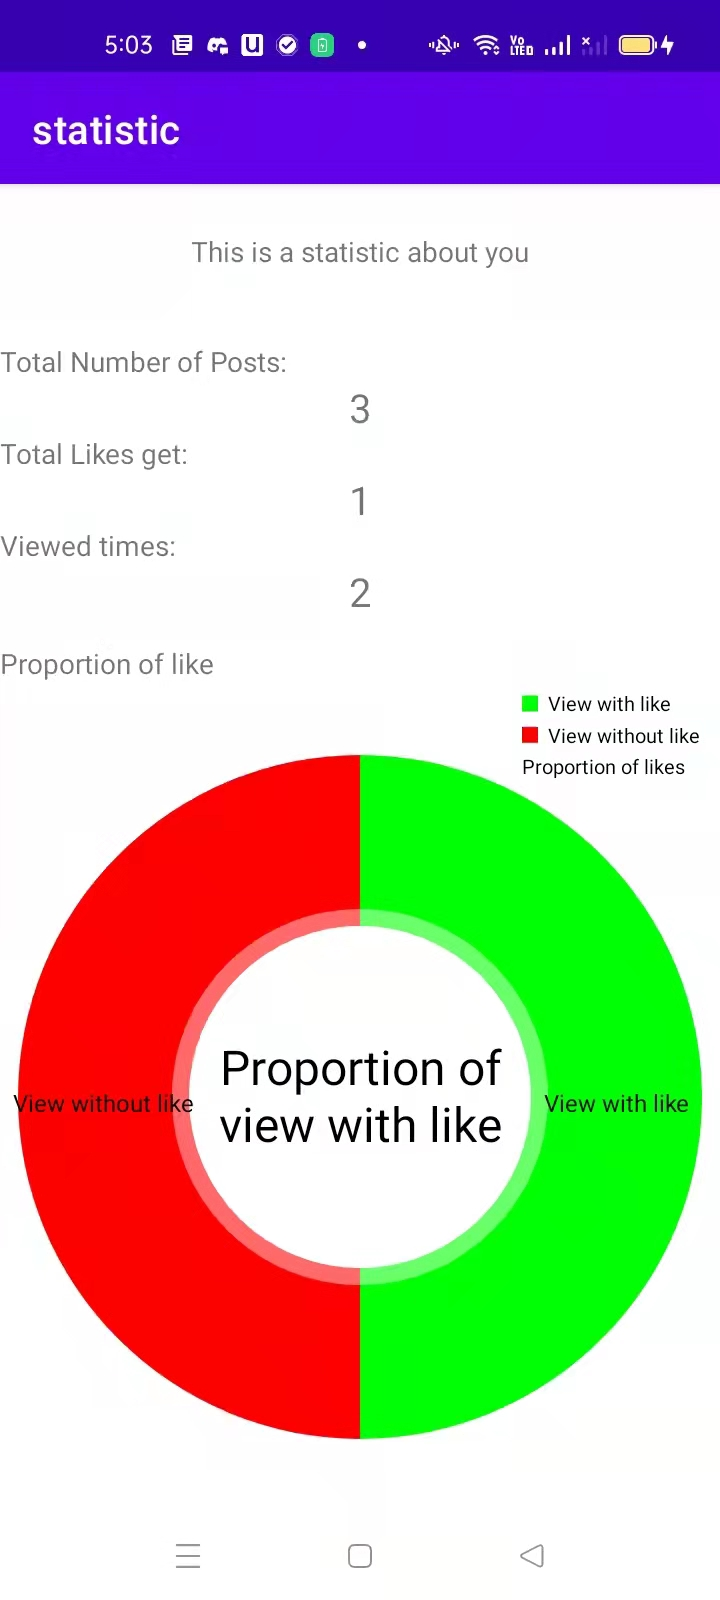 5:03
Vo
LTED
statistic
This is a statistic about you
Total Number of Posts:
3
Total Likes get:
1
Viewed times:
2
Proportion of like
View with like
View without like
Proportion of likes
Proportion of
view with like
View without like
View with like